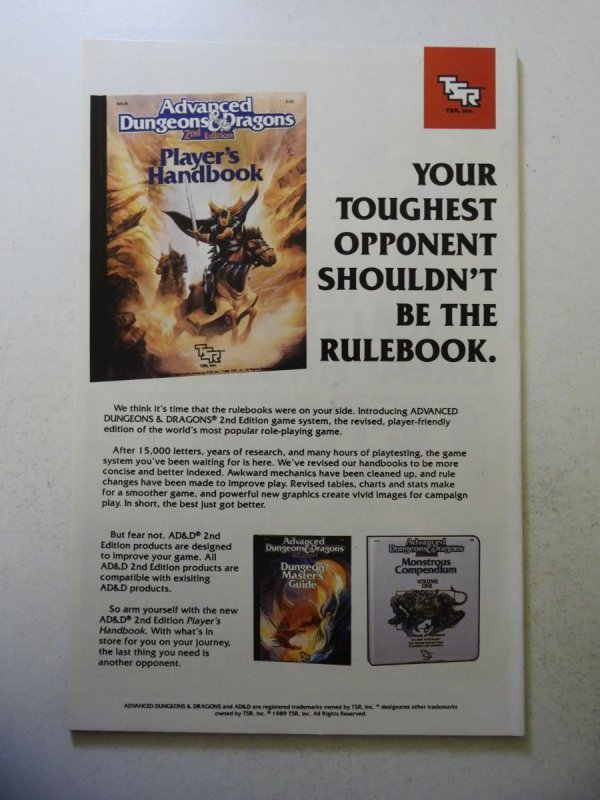 TSR
TSR, Inc.
Advanced
Dungeons & Dragons
2nd Edition
Player's
Handbook
TSR
TSR, Inc.
YOUR
TOUGHEST
OPPONENT
SHOULDN'T
BE THE
RULEBOOK.
We think it's time that the rulebooks were on your side. Introducing ADVANCED
DUNGEONS & DRAGONS® 2nd Edition game system, the revised, player-friendly
edition of the world's most popular role-playing game.
After 15,000 letters, years of research, and many hours of playtesting, the game
system you've been waiting for is here. We've revised our handbooks to be more
concise and better indexed. Awkward mechanics have been cleaned up, and rule
changes have been made to improve play. Revised tables, charts and stats make
for a smoother game, and powerful new graphics create vivid images for campaign
play. In short, the best just got better.
But fear not. AD&D® 2nd
Edition products are designed
to improve your game. All
AD&D 2nd Edition products are
compatible with exisiting
AD&D products.
So arm yourself with the new
AD&D® 2nd Edition Player's
Handbook. With what's in
store for you on your journey,
the last thing you need is
another opponent.
Advanced
Dungeons & Dragons
Dungeon
Master's
Guide
Advanced
Dungeons & Dragons
Monstrous
Compendium
VOLUME
ONE
ADVANCED DUNGEONS & DRAGONS and AD&D are registered trademarks owned by TSR, Inc. ™ designates other trademarks
owned by TSR, Inc. © 1989 TSR, Inc. All Rights Reserved.